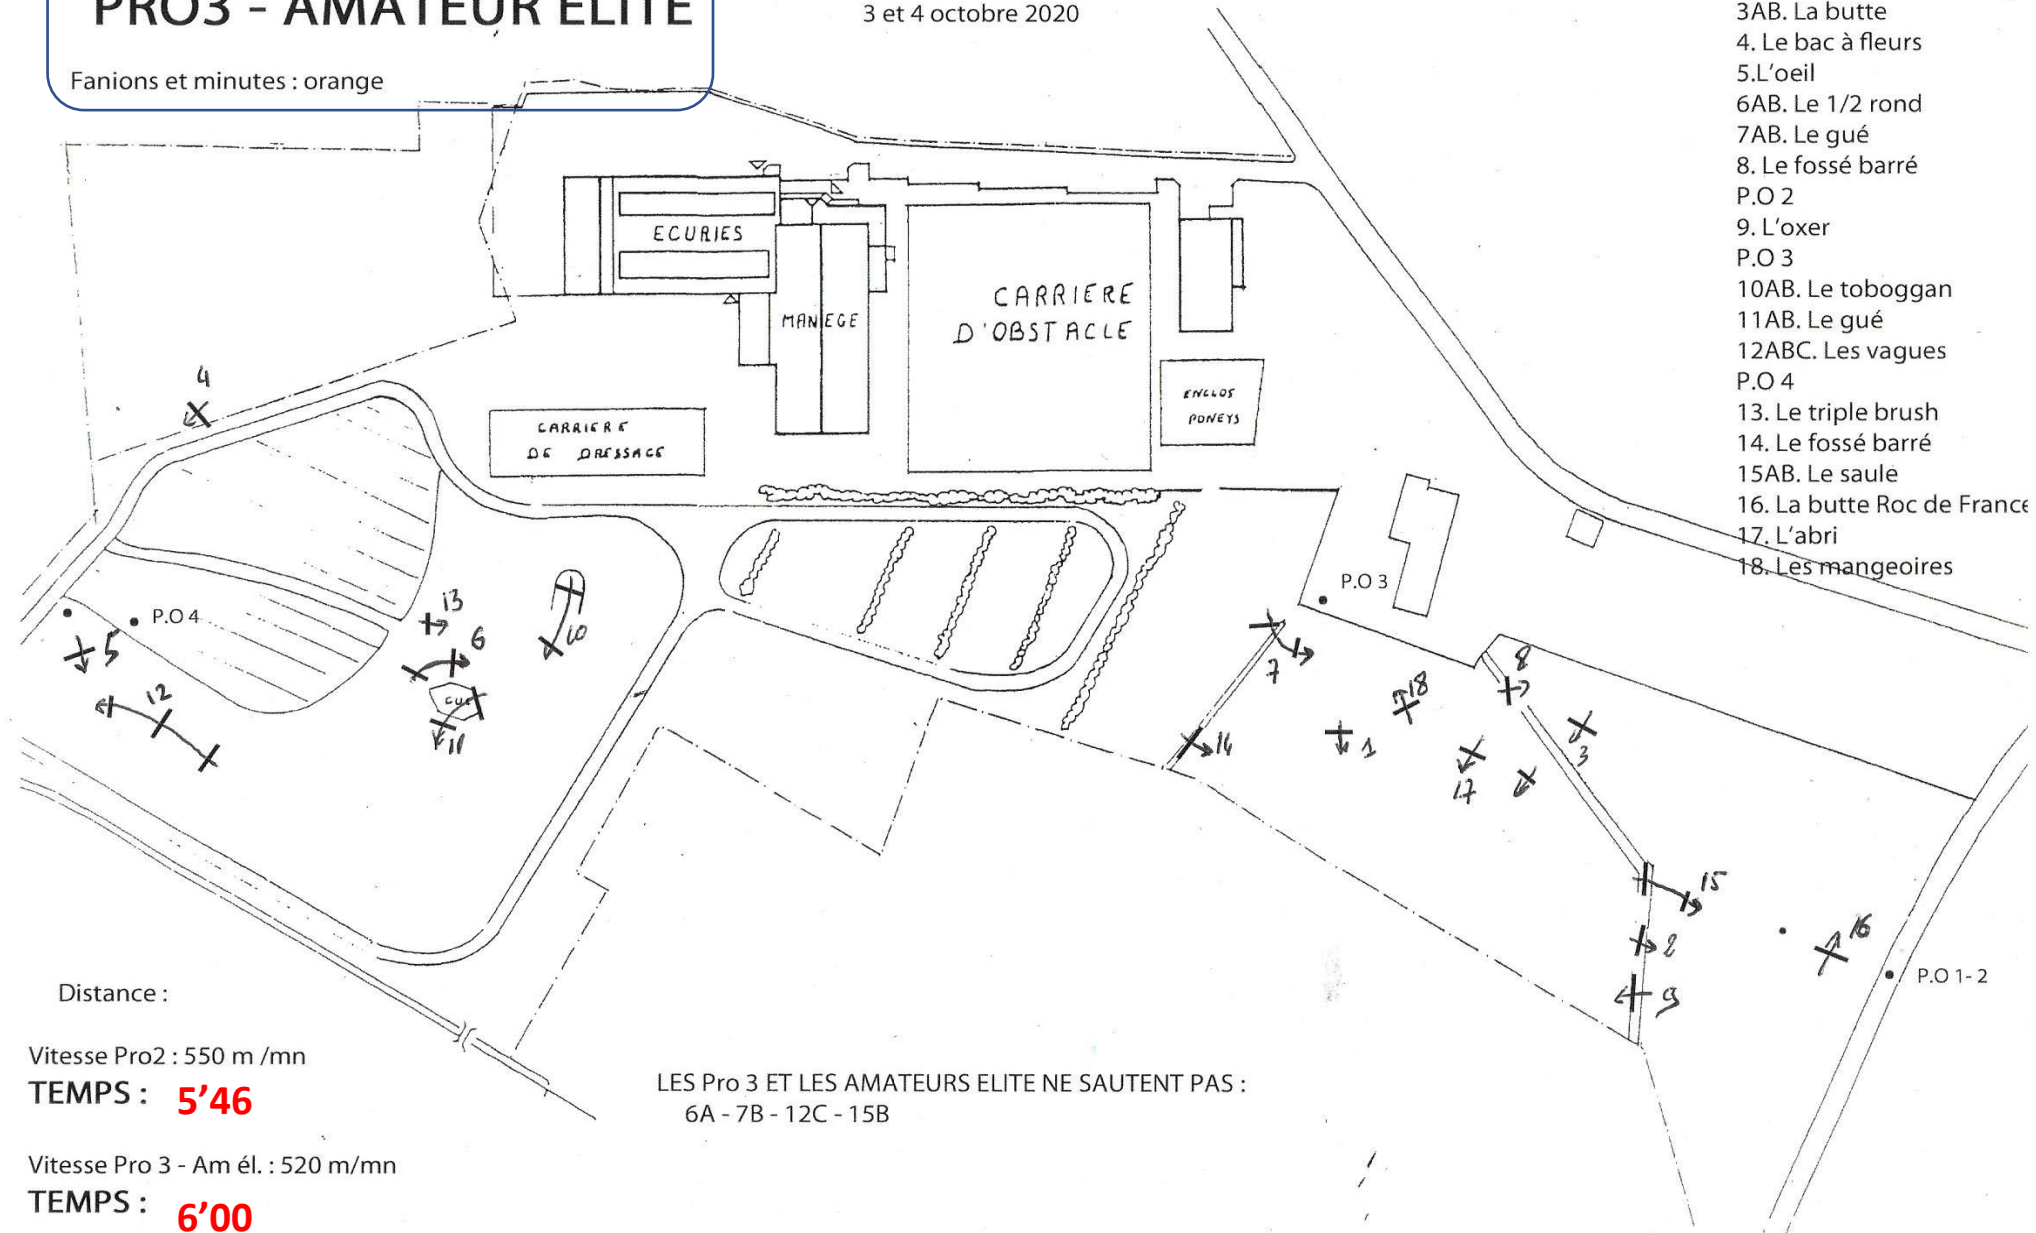 PRO3 - AMATEUR ELITE
Fanions et minutes : orange
3 et 4 octobre 2020
3AB. La butte
4. Le bac à fleurs
5.L'oeil
6AB. Le 1/2 rond
7AB. Le gué
8. Le fossé barré
P.O 2
9. L'oxer
P.O 3
10AB. Le toboggan
11AB. Le gué
12ABC. Les vagues
P.O 4
13. Le triple brush
14. Le fossé barré
15AB. Le saule
16. La butte Roc de France
17. L'abri
18. Les mangeoires
ECURIES
MANEGE
CARRIERE
D'OBSTACLE
ENCLOS
PONEYS
CARRIERE
DE DRESSAGE
4
P.O 3
P.O 4
13
6
10
5
12
GUE
11
7
8
18
14
1
3
17
15
2
16
9
P.O 1- 2
Distance :
Vitesse Pro2 : 550 m /mn
TEMPS : 5'46
LES Pro 3 ET LES AMATEURS ELITE NE SAUTENT PAS :
6A - 7B - 12C - 15B
Vitesse Pro 3 - Am él. : 520 m/mn
TEMPS : 6'00